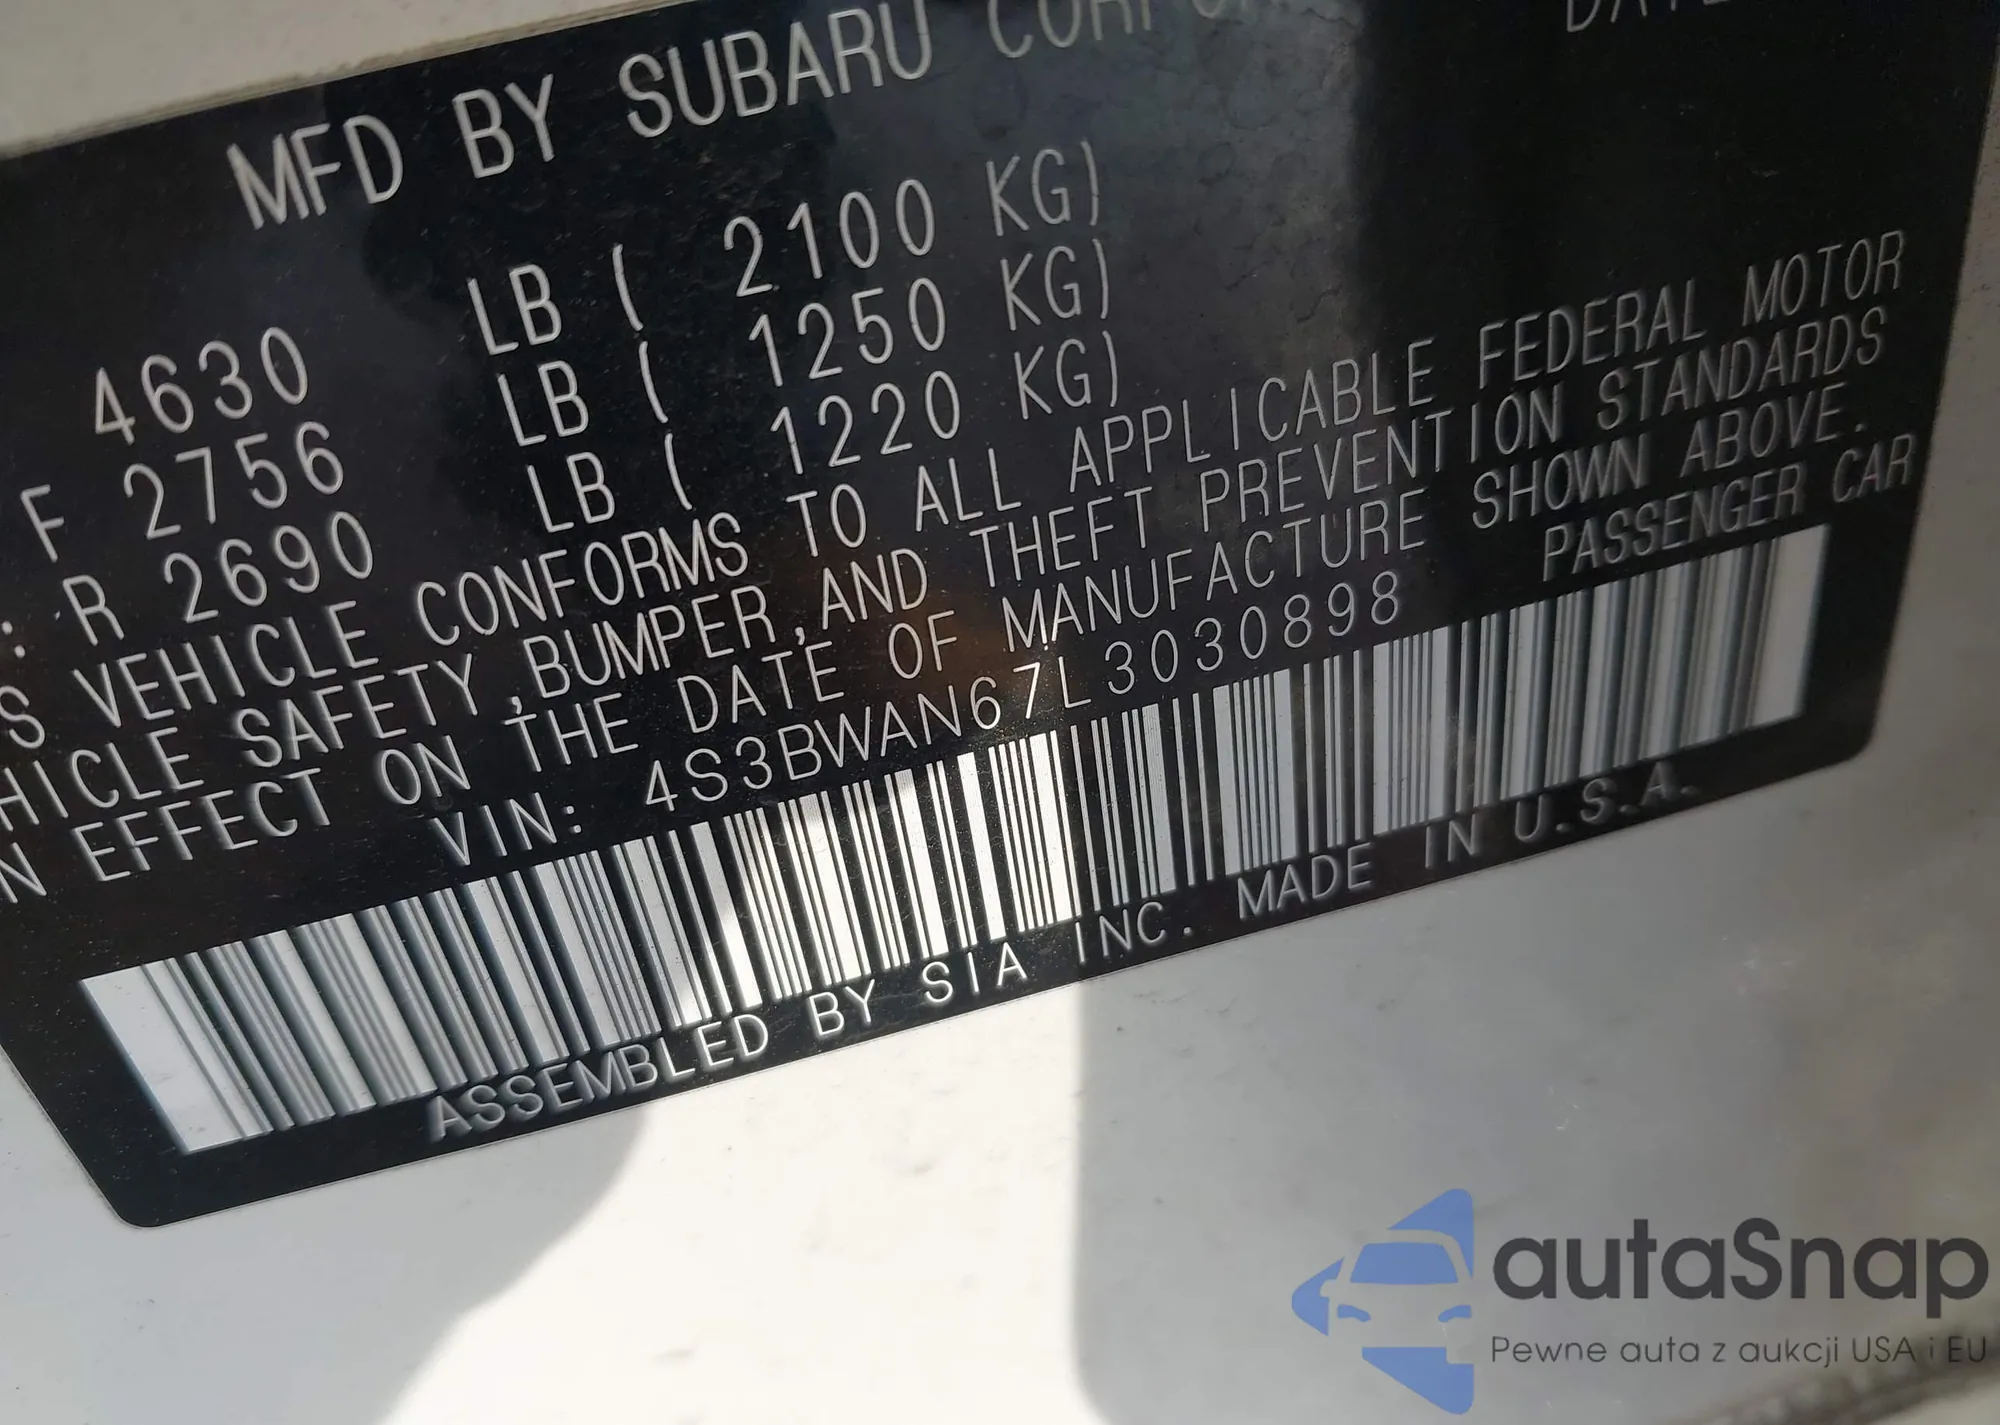 MFD BY SUBARU
4630 LB ( 2100 KG)
F 2756 LB ( 1250 KG)
: R 2690 LB ( 1220 KG)
S VEHICLE CONFORMS TO ALL APPLICABLE FEDERAL MOTOR
HICLE SAFETY,BUMPER,AND THEFT PREVENTION STANDARDS
N EFFECT ON THE DATE OF MANUFACTURE SHOWN ABOVE.
VIN: 4S3BWAN67L3030898 PASSENGER CAR
ASSEMBLED BY SIA INC. MADE IN U.S.A.
autaSnap
Pewne auta z aukcji USA i EU